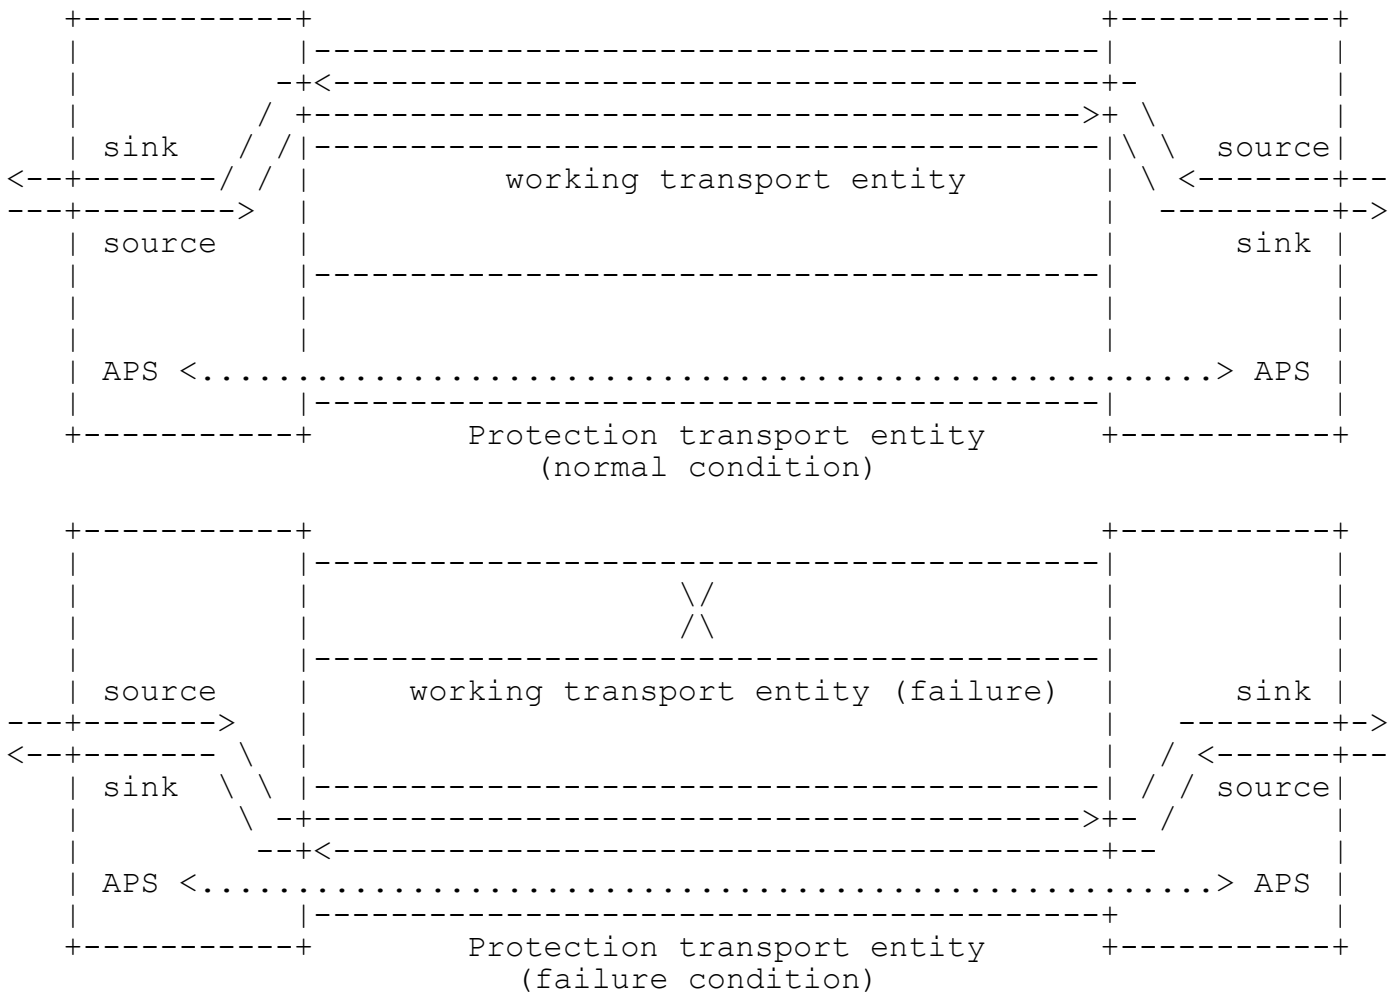 sink
source
working transport entity
source
sink
APS APS
Protection transport entity
(normal condition)
source
working transport entity (failure)
sink
sink
source
APS APS
Protection transport entity
(failure condition)